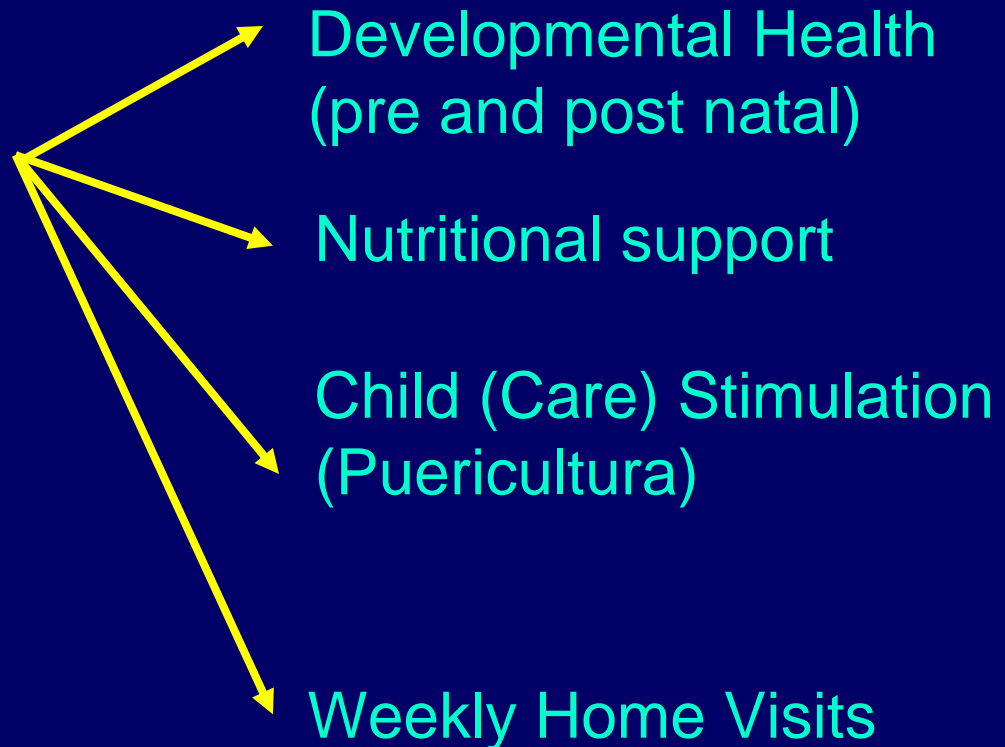 Developmental Health
(pre and post natal)
Nutritional support
Child (Care) Stimulation
(Puericultura)
Weekly Home Visits